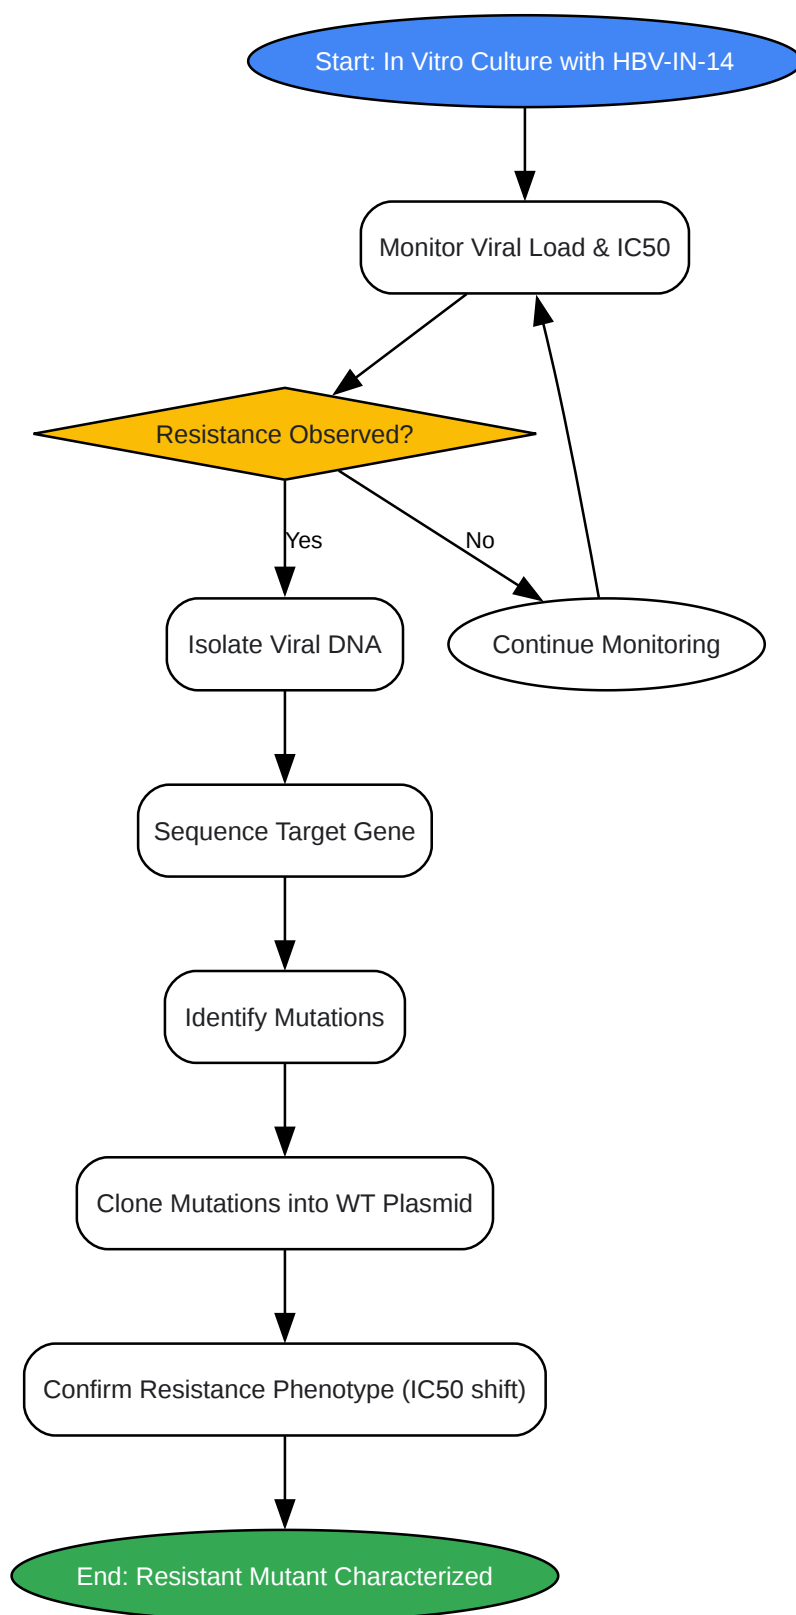 Start: In Vitro Culture with HBV-IN-14
Monitor Viral Load & IC50
Resistance Observed?
Yes
No
Isolate Viral DNA
Continue Monitoring
Sequence Target Gene
Identify Mutations
Clone Mutations into WT Plasmid
Confirm Resistance Phenotype (IC50 shift)
End: Resistant Mutant Characterized